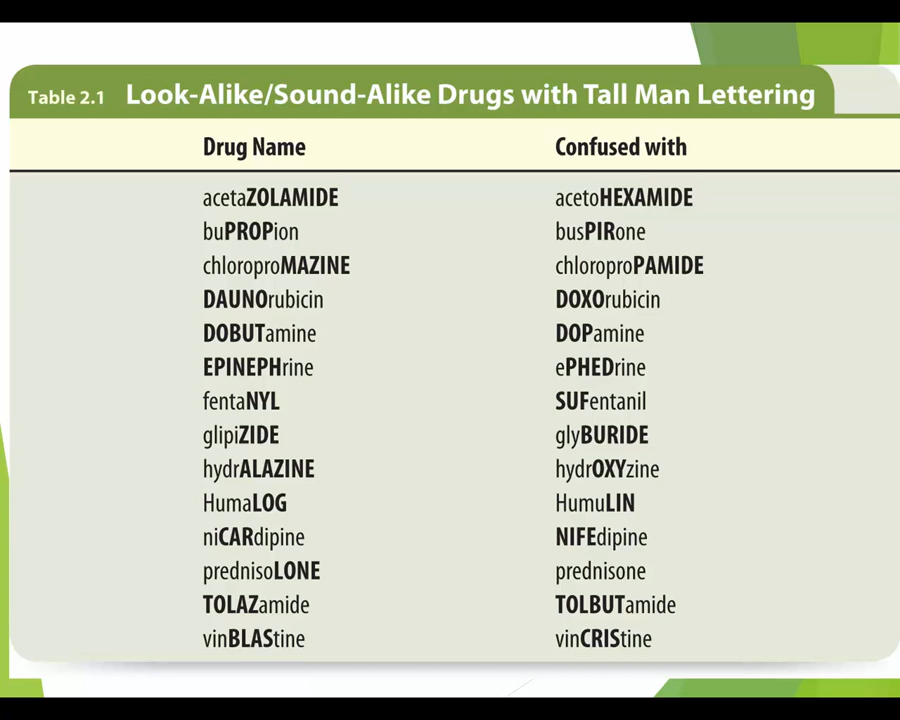 Table 2.1 Look-Alike/Sound-Alike Drugs with Tall Man Lettering
Drug Name Confused with
acetaZOLAMIDE acetoHEXAMIDE
buPROPion busPIRone
chloroproMAZINE chloroproPAMIDE
DAUNOrubicin DOXOrubicin
DOBUTamine DOPamine
EPINEPHrine ePHEDrine
fentaNYL SUFentanil
glipiZIDE glyBURIDE
hydrALAZINE hydrOXYzine
HumaLOG HumuLIN
niCARdipine NIFEdipine
prednisoLONE prednisone
TOLAZamide TOLBUTamide
vinBLAStine vinCRIStine